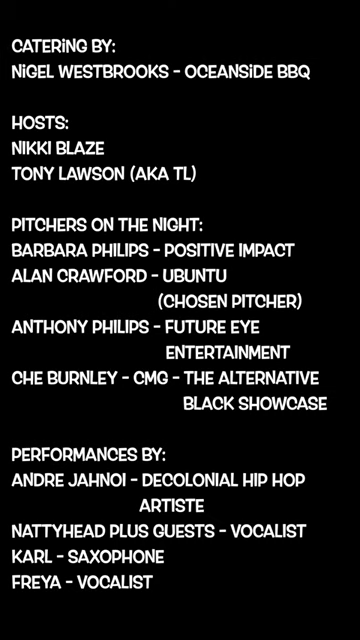 CATERiNG BY:
NiGEL WESTBROOKS - OCEANSiDE BBQ
HOSTS:
NIKKI BLAZE
TONY LAWSON (AKA TL)
PITCHERS ON THE NIGHT:
BARBARA PHILIPS - POSITIVE IMPACT
ALAN CRAWFORD - UBUNTU
(CHOSEN PITCHER)
ANTHONY PHILIPS - FUTURE EYE
ENTERTAINMENT
CHE BURNLEY - CMG - THE ALTERNATIVE
BLACK SHOWCASE
PERFORMANCES BY:
ANDRE JAHNOI - DECOLONIAL HIP HOP
ARTISTE
NATTYHEAD PLUS GUESTS - VOCALIST
KARL - SAXOPHONE
FREYA - VOCALIST